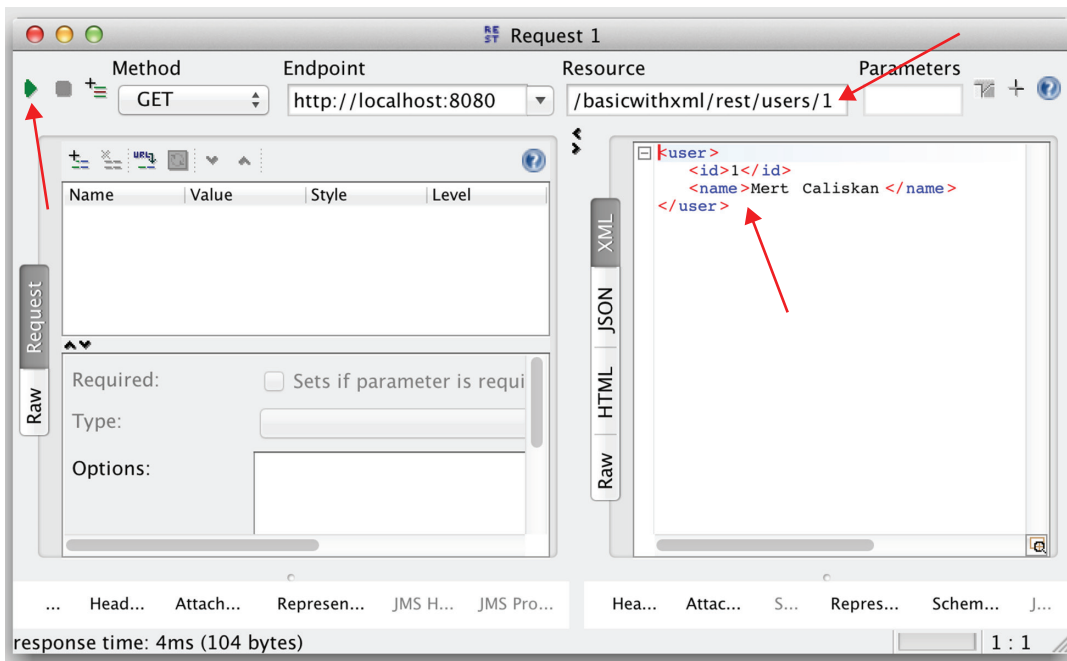 RE
ST Request 1
Method Endpoint Resource Parameters
GET http://localhost:8080 /basicwithxml/rest/users/1
URL
Name Value Style Level
Required: Sets if parameter is requi
Type:
Options:
Request
Raw
XML
JSON
HTML
Raw
<user>
<id>1</id>
<name>Mert Caliskan</name>
</user>
... Head... Attach... Represen... JMS H... JMS Pro...
Hea... Attac... S... Repres... Schem... J...
response time: 4ms (104 bytes) 1 : 1